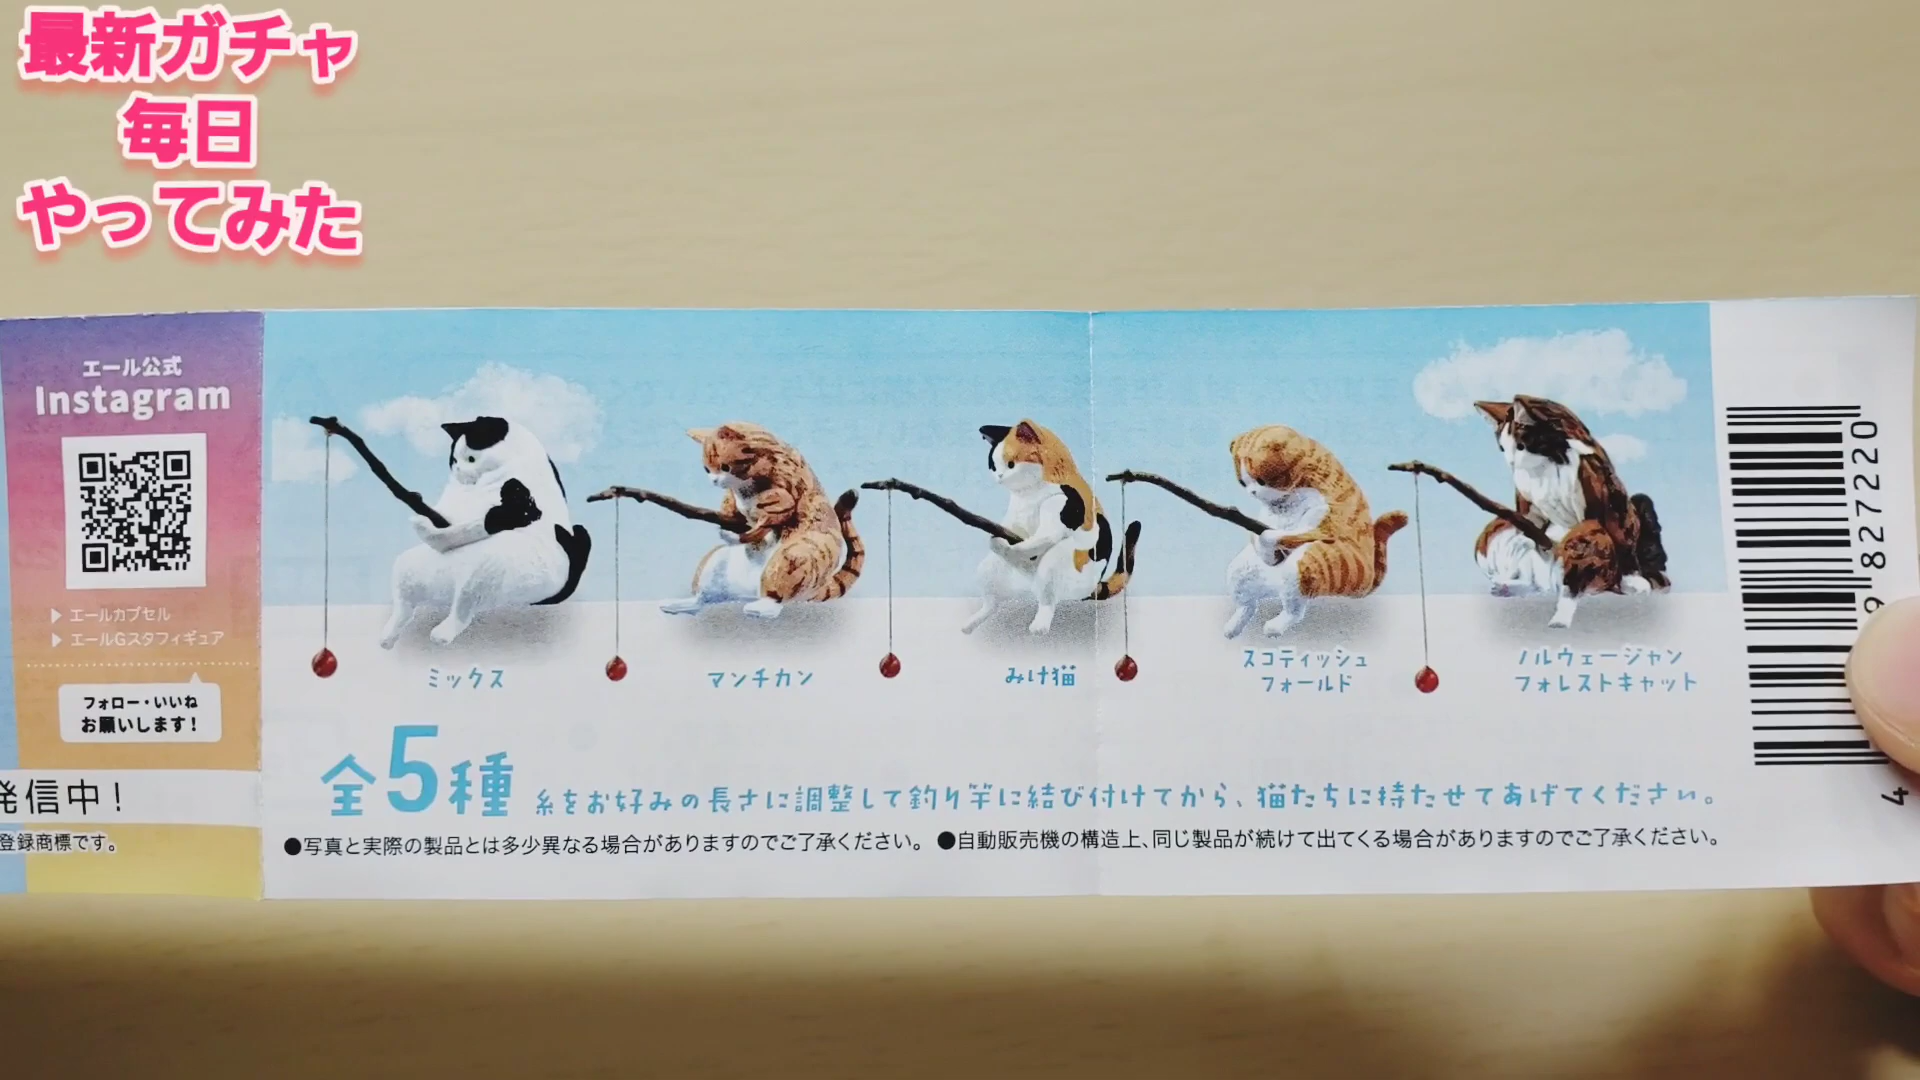 最新ガチャ
毎日
やってみた
エール公式
Instagram
▶ エールカプセル
▶ エールGスタフィギュア
フォロー・いいね
お願いします!
発信中!
登録商標です。
ミックス
マンチカン
みけ猫
スコティッシュ
フォールド
ノルウェージャン
フォレストキャット
全5種
糸をお好みの長さに調整して釣り竿に結び付けてから、猫たちに持たせてあげてください。
●写真と実際の製品とは多少異なる場合がありますのでご了承ください。 ●自動販売機の構造上、同じ製品が続けて出てくる場合がありますのでご了承ください。
9827220